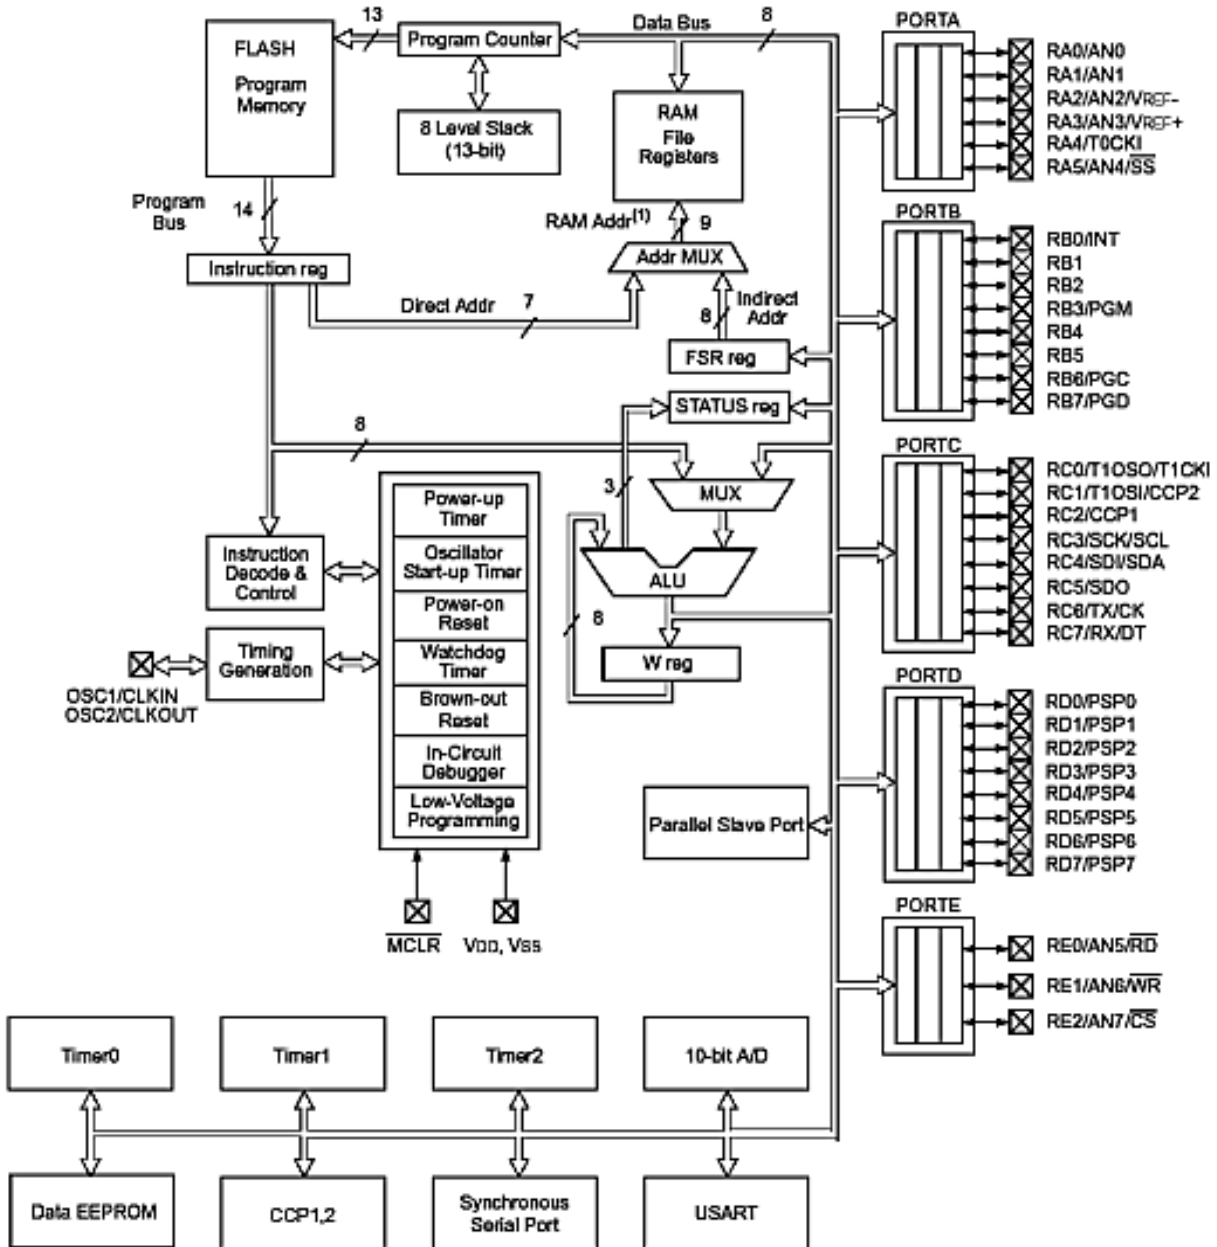 13
Data Bus
8
PORTA
FLASH
Program
Memory
Program Counter
8 Level Stack
(13-bit)
RAM
File
Registers
RA0/AN0
RA1/AN1
RA2/AN2/VREF-
RA3/AN3/VREF+
RA4/T0CKI
RA5/AN4/SS
Program
Bus
14
RAM Addr(1)
9
PORTB
Instruction reg
Addr MUX
Direct Addr
7
8
Indirect
Addr
FSR reg
STATUS reg
RB0/INT
RB1
RB2
RB3/PGM
RB4
RB5
RB6/PGC
RB7/PGD
8
PORTC
3
MUX
ALU
8
W reg
RC0/T1OSO/T1CKI
RC1/T1OSI/CCP2
RC2/CCP1
RC3/SCK/SCL
RC4/SDI/SDA
RC5/SDO
RC6/TX/CK
RC7/RX/DT
Power-up
Timer
Oscillator
Start-up Timer
Power-on
Reset
Watchdog
Timer
Brown-out
Reset
In-Circuit
Debugger
Low-Voltage
Programming
Instruction
Decode &
Control
Timing
Generation
OSC1/CLKIN
OSC2/CLKOUT
PORTD
RD0/PSP0
RD1/PSP1
RD2/PSP2
RD3/PSP3
RD4/PSP4
RD5/PSP5
RD6/PSP6
RD7/PSP7
Parallel Slave Port
MCLR
VDD, VSS
PORTE
RE0/AN5/RD
RE1/AN6/WR
RE2/AN7/CS
Timer0
Timer1
Timer2
10-bit A/D
Data EEPROM
CCP1,2
Synchronous
Serial Port
USART